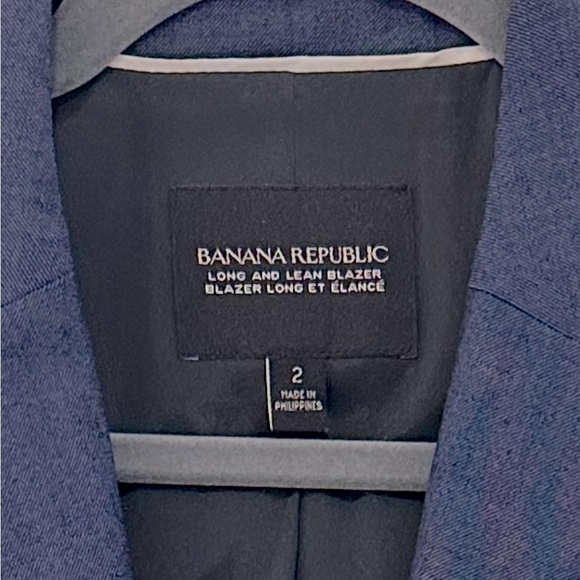 BANANA REPUBLIC
LONG AND LEAN BLAZER
BLAZER LONG ET ÉLANCÉ
2
MADE IN
PHILIPPINES